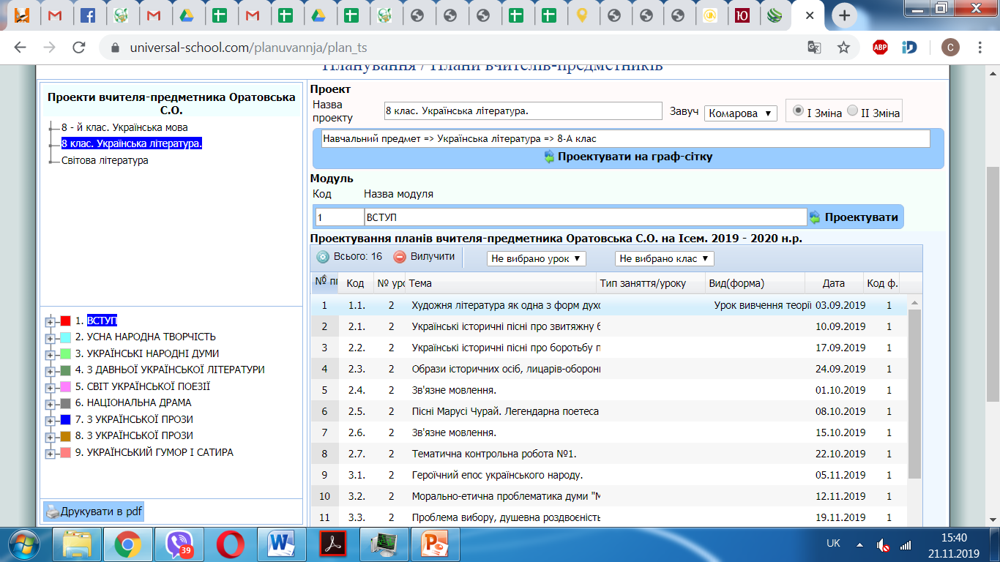 universal-school.com/planuvannja/plan_ts
ABP
C
Планування / Плани вчителів-предметників
Проекти вчителя-предметника Оратовська
С.О.
8 - й клас. Українська мова
8 клас. Українська література.
Світова література
1. ВСТУП
2. УСНА НАРОДНА ТВОРЧІСТЬ
3. УКРАЇНСЬКІ НАРОДНІ ДУМИ
4. З ДАВНЬОЇ УКРАЇНСЬКОЇ ЛІТЕРАТУРИ
5. СВІТ УКРАЇНСЬКОЇ ПОЕЗІЇ
6. НАЦІОНАЛЬНА ДРАМА
7. З УКРАЇНСЬКОЇ ПРОЗИ
8. З УКРАЇНСЬКОЇ ПРОЗИ
9. УКРАЇНСЬКИЙ ГУМОР І САТИРА
Друкувати в pdf
Проект
Назва
проекту
8 клас. Українська література.
Завуч
Комарова
І Зміна
ІІ Зміна
Навчальний предмет => Українська література => 8-А клас
Проектувати на граф-сітку
Модуль
Код Назва модуля
1 ВСТУП Проектувати
Проектування планів вчителя-предметника Оратовська С.О. на Ісем. 2019 - 2020 н.р.
Всього: 16 Вилучити Не вибрано урок Не вибрано клас
№ пп Код № уро Тема Тип заняття/уроку Вид(форма) Дата Код ф.
1 1.1. 2 Художня література як одна з форм духо Урок вивчення теорії 03.09.2019 1
2 2.1. 2 Українські історичні пісні про звитяжну б 10.09.2019 1
3 2.2. 2 Українські історичні пісні про боротьбу п 17.09.2019 1
4 2.3. 2 Образи історичних осіб, лицарів-оборон 24.09.2019 1
5 2.4. 2 Зв'язне мовлення. 01.10.2019 1
6 2.5. 2 Пісні Марусі Чурай. Легендарна поетеса 08.10.2019 1
7 2.6. 2 Зв'язне мовлення. 15.10.2019 1
8 2.7. 2 Тематична контрольна робота №1. 22.10.2019 1
9 3.1. 2 Героїчний епос українського народу. 05.11.2019 1
10 3.2. 2 Морально-етична проблематика думи "М 12.11.2019 1
11 3.3. 2 Проблема вибору, душевна роздвоєність 19.11.2019 1
39
UK
15:40
21.11.2019